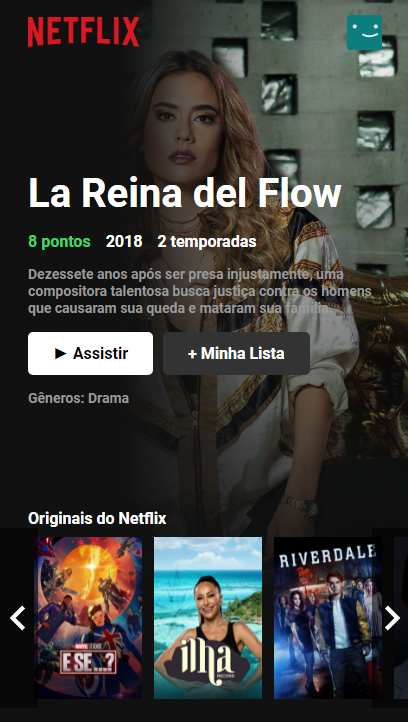 NETFLIX
La Reina del Flow
8 pontos 2018 2 temporadas
Dezessete anos após ser presa injustamente, uma
compositora talentosa busca justiça contra os homens
que causaram sua queda e mataram sua família.
► Assistir + Minha Lista
Gêneros: Drama
Originais do Netflix
MARVEL STUDIOS
E SE...?
ilha
RECORD
RIVERDALE